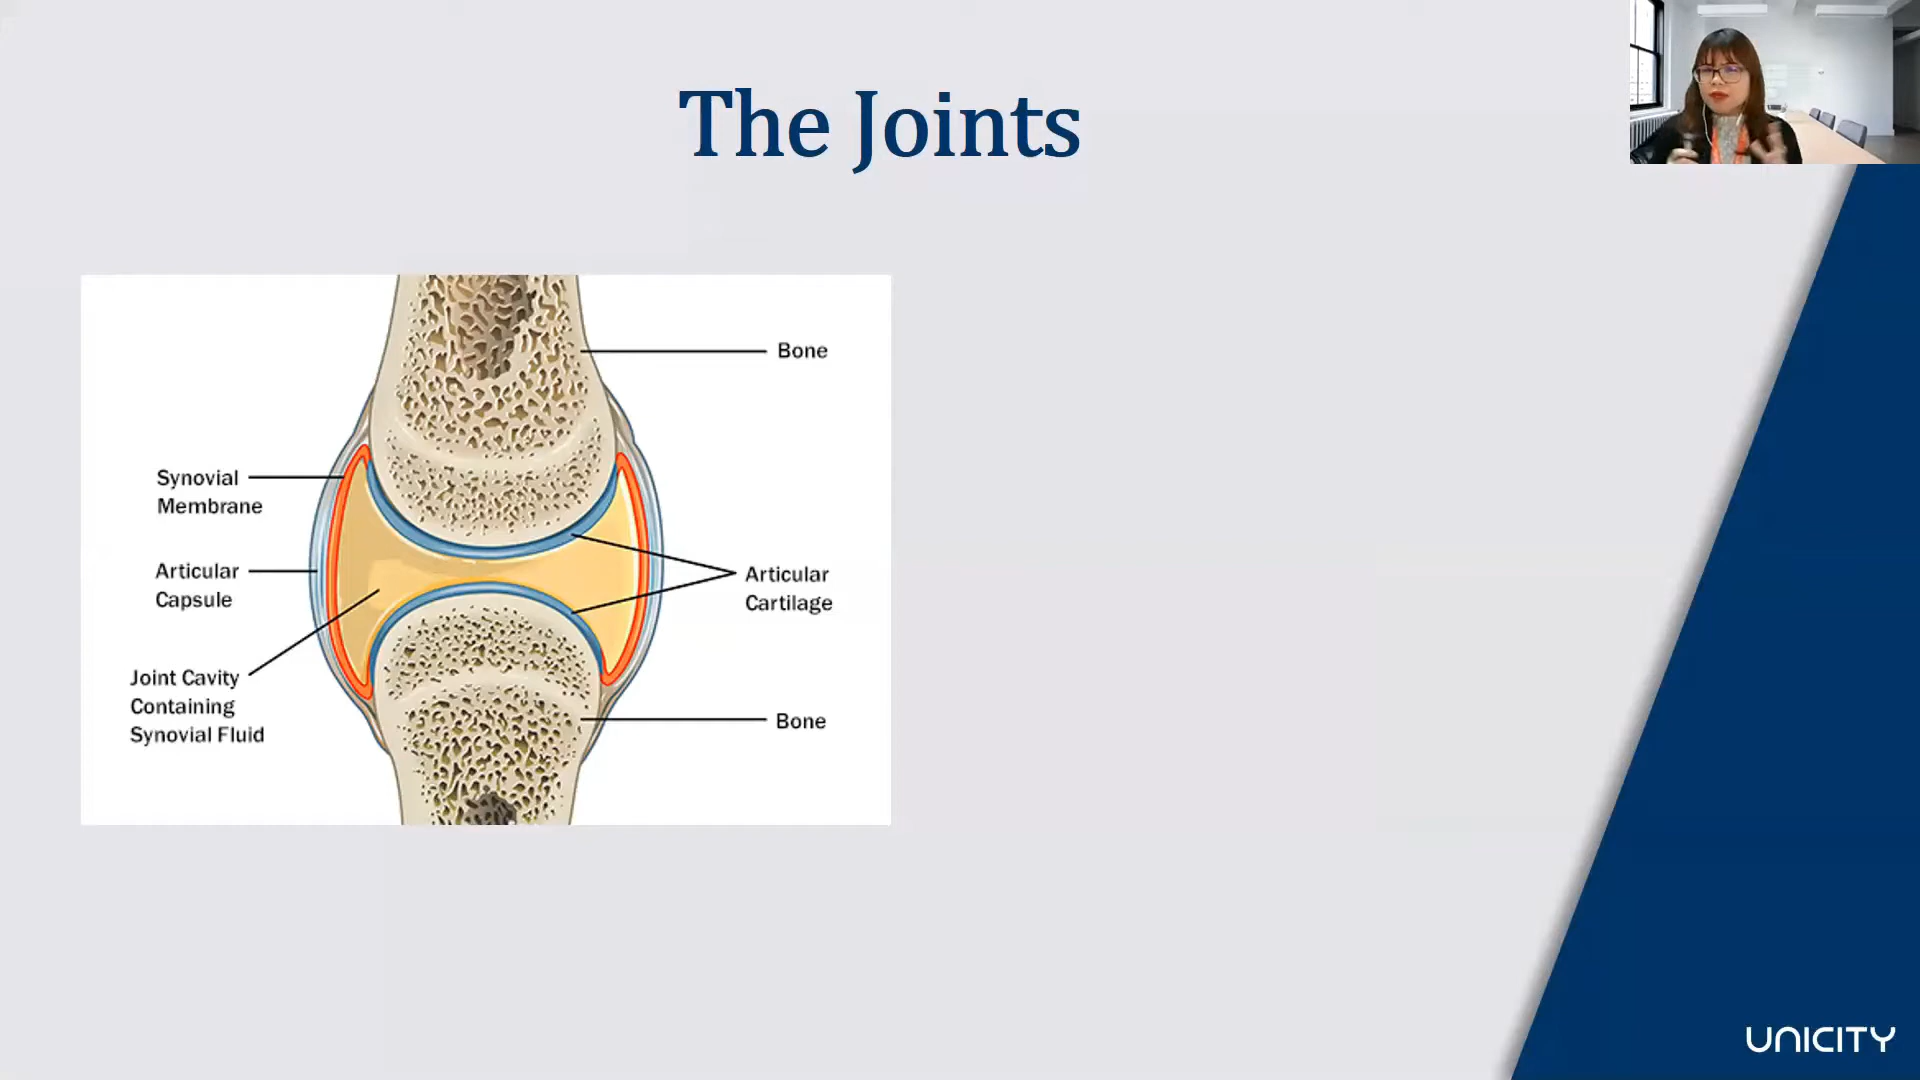 The Joints
Bone
Synovial
Membrane
Articular
Capsule
Articular
Cartilage
Joint Cavity
Containing
Synovial Fluid
Bone
UNICITY